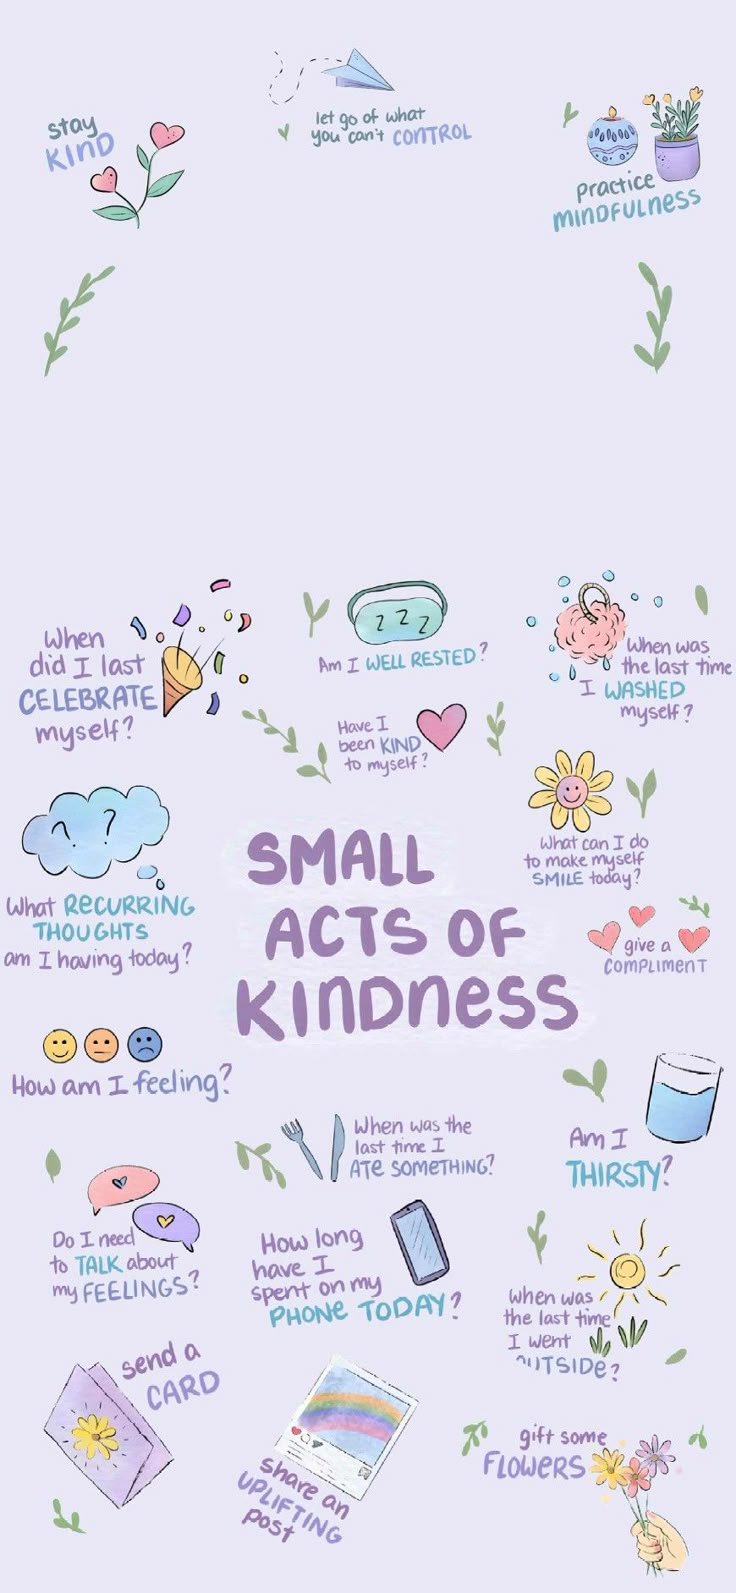 stay
KIND
let go of what
you can't CONTROL
practice
MINDFULNESS
When
did I last
CELEBRATE
myself?
Z Z Z
Am I WELL RESTED?
When was
the last time
I WASHED
myself?
Have I
been KIND
to myself?
? ?
What RECURRING
THOUGHTS
am I having today?
What can I do
to make myself
SMILE today?
SMALL
ACTS OF
KINDNESS
give a
COMPLIMENT
How am I feeling?
When was the
last time I
ATE SOMETHING?
Am I
THIRSTY?
Do I need
to TALK about
my FEELINGS?
How long
have I
spent on my
PHONE TODAY?
When was
the last time
I went
OUTSIDE?
send a
CARD
share an
UPLIFTING
post
gift some
FLOWERS